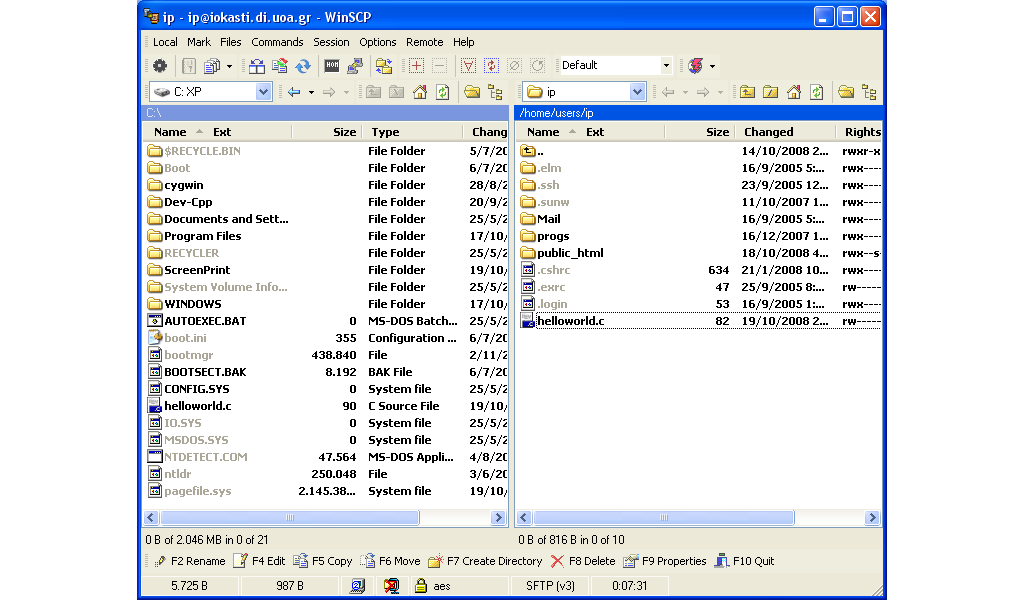 ip - ip@iokasti.di.uoa.gr - WinSCP
Local Mark Files Commands Session Options Remote Help
Default
C: XP
ip
C:\
/home/users/ip
Name Ext Size Type Chang
Name Ext Size Changed Rights
$RECYCLE.BIN File Folder 5/7/20
Boot File Folder 6/7/20
cygwin File Folder 28/8/2
Dev-Cpp File Folder 20/9/2
Documents and Sett... File Folder 25/5/2
Program Files File Folder 17/10/
RECYCLER File Folder 25/5/2
ScreenPrint File Folder 19/10/
System Volume Info... File Folder 25/5/2
WINDOWS File Folder 17/10/
AUTOEXEC.BAT 0 MS-DOS Batch... 25/5/2
boot.ini 355 Configuration ... 6/7/20
bootmgr 438.840 File 2/11/2
BOOTSECT.BAK 8.192 BAK File 6/7/20
CONFIG.SYS 0 System file 25/5/2
helloworld.c 90 C Source File 19/10/
IO.SYS 0 System file 25/5/2
MSDOS.SYS 0 System file 25/5/2
NTDETECT.COM 47.564 MS-DOS Appli... 4/8/20
ntldr 250.048 File 3/6/20
pagefile.sys 2.145.38... System file 19/10/
.. 14/10/2008 2... rwxr-x
.elm 16/9/2005 5:... rwx----
.ssh 23/9/2005 12... rwx----
.sunw 11/10/2007 1... rwx----
Mail 16/9/2005 5:... rwx----
progs 16/12/2007 1... rwx----
public_html 18/10/2008 4... rwx--s
.cshrc 634 21/1/2008 10... rwx----
.exrc 47 25/9/2005 8:... rw-----
.login 53 16/9/2005 1:... rwx----
helloworld.c 82 19/10/2008 2... rw-----
0 B of 2.046 MB in 0 of 21
0 B of 816 B in 0 of 10
F2 Rename F4 Edit F5 Copy F6 Move F7 Create Directory F8 Delete F9 Properties F10 Quit
5.725 B 987 B aes SFTP (v3) 0:07:31